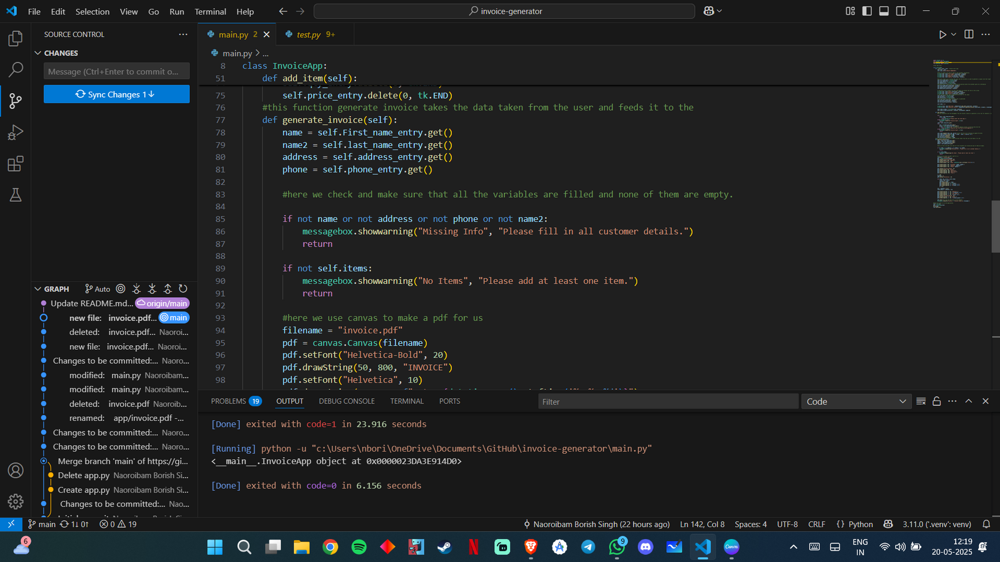 File Edit Selection View Go Run Terminal Help
invoice-generator
SOURCE CONTROL
CHANGES
Message (Ctrl+Enter to commit o...
Sync Changes 1↓
GRAPH
Auto
Update README.md... origin/main
new file: invoice.pdf... main
deleted: invoice.pdf... Naoroi...
new file: invoice.pdf... Naoroi...
Changes to be committed:... Naoro...
modified: main.py Naoroibam...
modified: main.py Naoroibam...
deleted: invoice.pdf Naoroib...
renamed: app/invoice.pdf -...
Changes to be committed:... Naoro...
Changes to be committed:... Naoro...
Merge branch 'main' of https://gi...
Delete app.py Naoroibam Borish Si...
Create app.py Naoroibam Borish Si...
Changes to be committed:... Nao...
main.py 2
test.py 9+
main.py > ...
8 class InvoiceApp:
51 def add_item(self):
75 self.price_entry.delete(0, tk.END)
76 #this function generate invoice takes the data taken from the user and feeds it to the
77 def generate_invoice(self):
78 name = self.First_name_entry.get()
79 name2 = self.last_name_entry.get()
80 address = self.address_entry.get()
81 phone = self.phone_entry.get()
82
83 #here we check and make sure that all the variables are filled and none of them are empty.
84
85 if not name or not address or not phone or not name2:
86 messagebox.showwarning("Missing Info", "Please fill in all customer details.")
87 return
88
89 if not self.items:
90 messagebox.showwarning("No Items", "Please add at least one item.")
91 return
92
93 #here we use canvas to make a pdf for us
94 filename = "invoice.pdf"
95 pdf = canvas.Canvas(filename)
96 pdf.setFont("Helvetica-Bold", 20)
97 pdf.drawString(50, 800, "INVOICE")
98 pdf.setFont("Helvetica", 10)
PROBLEMS 19 OUTPUT DEBUG CONSOLE TERMINAL PORTS
Filter
Code
[Done] exited with code=1 in 23.916 seconds
[Running] python -u "c:\Users\nbori\OneDrive\Documents\GitHub\invoice-generator\main.py"
<__main__.InvoiceApp object at 0x0000023DA3E914D0>
[Done] exited with code=0 in 6.156 seconds
main 1↓ 0↑ 0 19
Naoroibam Borish Singh (22 hours ago) Ln 142, Col 8 Spaces: 4 UTF-8 CRLF {} Python 3.11.0 ('.venv': venv)
6
9
Canva
ENG
IN
12:19
20-05-2025